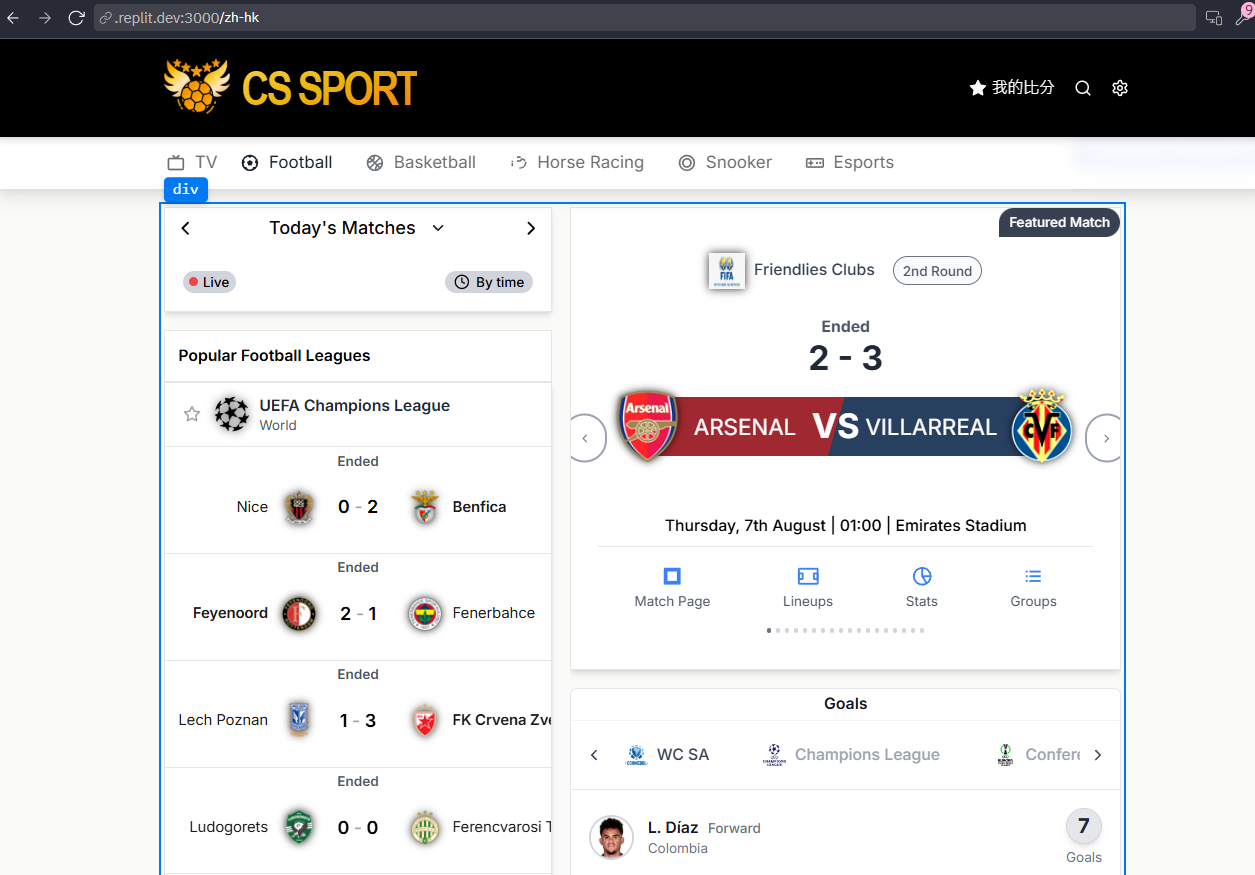 .replit.dev:3000/zh-hk
9
CS SPORT
我的比分
TV
Football
Basketball
Horse Racing
Snooker
Esports
div
Today's Matches
Live
By time
Popular Football Leagues
UEFA Champions League
World
Ended
Nice
0 - 2
Benfica
Ended
Feyenoord
2 - 1
Fenerbahce
Ended
Lech Poznan
1 - 3
FK Crvena Zve
Ended
Ludogorets
0 - 0
Ferencvarosi T
Featured Match
FIFA
Friendlies Clubs
2nd Round
Ended
2 - 3
Arsenal
ARSENAL
VS
VILLARREAL
Thursday, 7th August | 01:00 | Emirates Stadium
Match Page
Lineups
Stats
Groups
Goals
WC SA
Champions League
Confere
L. Díaz
Forward
Colombia
7
Goals